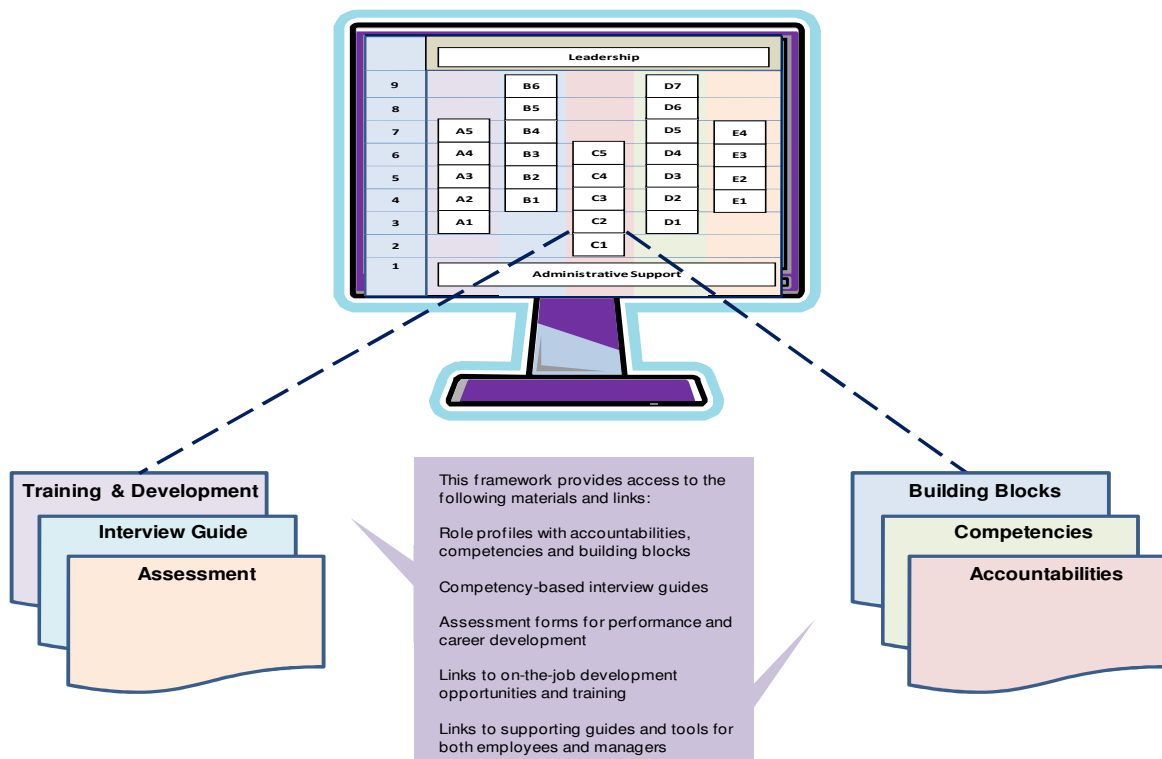 Leadership
9 B6 D7
8 B5 D6
7 A5 B4 D5 E4
6 A4 B3 C5 D4 E3
5 A3 B2 C4 D3 E2
4 A2 B1 C3 D2 E1
3 A1 C2 D1
2 C1
1
Administrative Support
Training & Development
Interview Guide
Assessment
This framework provides access to the
following materials and links:
Role profiles with accountabilities,
competencies and building blocks
Competency-based interview guides
Assessment forms for performance and
career development
Links to on-the-job development
opportunities and training
Links to supporting guides and tools for
both employees and managers
Building Blocks
Competencies
Accountabilities